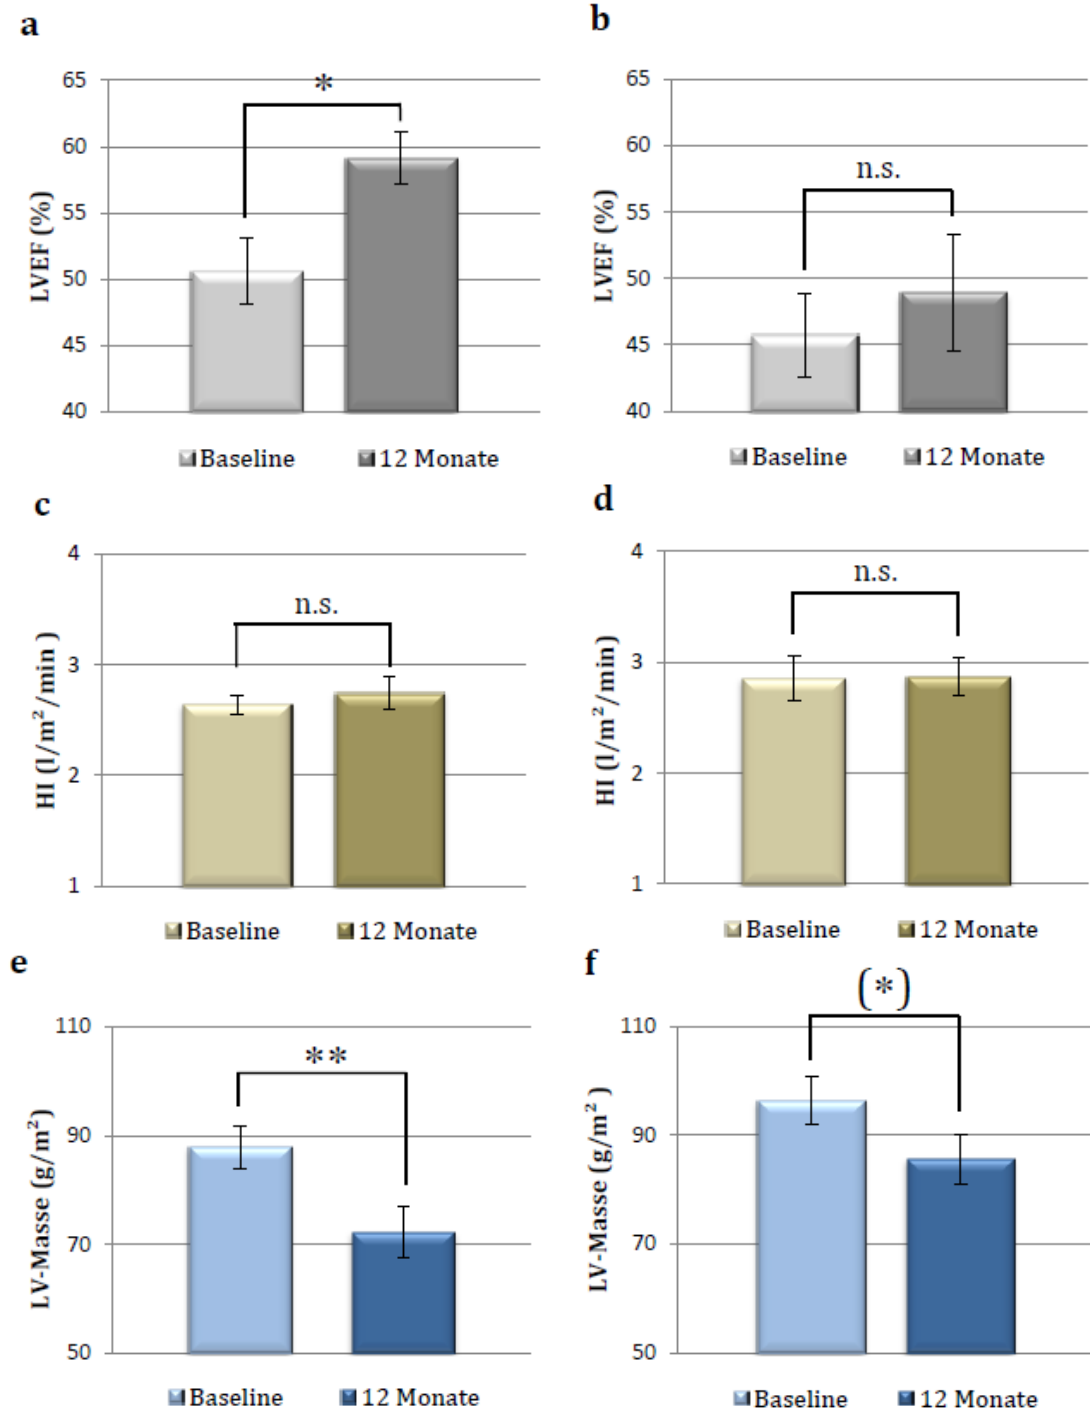 a
65
60
55
50
45
40
LVEF (%)
*
Baseline 12 Monate
b
65
60
55
50
45
40
LVEF (%)
n.s.
Baseline 12 Monate
c
4
3
2
1
HI (l/m²/min)
n.s.
Baseline 12 Monate
d
4
3
2
1
HI (l/m²/min)
n.s.
Baseline 12 Monate
e
110
90
70
50
LV-Masse (g/m²)
**
Baseline 12 Monate
f
110
90
70
50
LV-Masse (g/m²)
(*)
Baseline 12 Monate